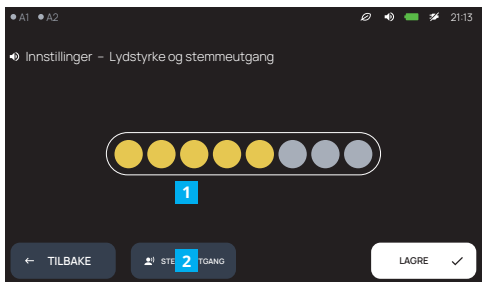 A1 A2 21:13
Innstillinger – Lydstyrke og stemmeutgang
1
2
← TILBAKE
LAGRE ✓